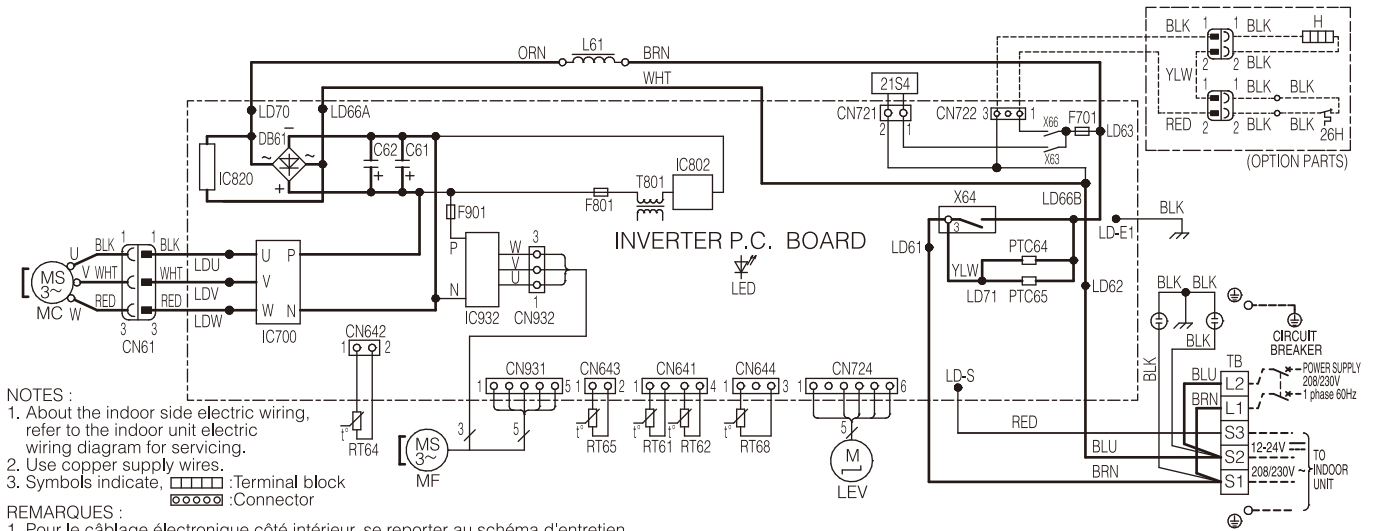 L61
ORN
BRN
WHT
BLK 1 1 BLK H
2 2 BLK
YLW
1 1 BLK BLK
RED 2 2 BLK BLK 26H
(OPTION PARTS)
21S4
CN721
2 1
CN722 3 1
X66
F701
X63
LD63
LD70
LD66A
DB61
−
~ ~
+
IC820
C62
C61
+ +
IC802
T801
F801
F901
X64
3
LD66B
LD-E1
BLK
INVERTER P.C. BOARD
LED
LD61
YLW
PTC64
LD71
PTC65
LD62
MS
3~
MC
U BLK 1 1 BLK LDU U P
V WHT WHT LDV V
W RED 3 3 RED LDW W N
CN61
IC700
P
N
W
V
U
3
1
IC932
CN932
CN642
1 2
t°
RT64
3
5
MS
3~
MF
CN931
1 5
CN643
1 2
t°
RT65
CN641
1 4
t°
RT61
t°
RT62
CN644
1 3
t°
RT68
CN724
1 6
5
M
LEV
LD-S
RED
BLU
BRN
BLK BLK
BLK
BLK
BLU
BRN
TB
L2
L1
S3
S2
S1
CIRCUIT
BREAKER
POWER SUPPLY
208/230V
1 phase 60Hz
12-24V
208/230V ~
TO
INDOOR
UNIT
NOTES :
1. About the indoor side electric wiring,
refer to the indoor unit electric
wiring diagram for servicing.
2. Use copper supply wires.
3. Symbols indicate, :Terminal block
:Connector
REMARQUES :
1. Pour le câblage électronique côté intérieur, se reporter au schéma d'entretien